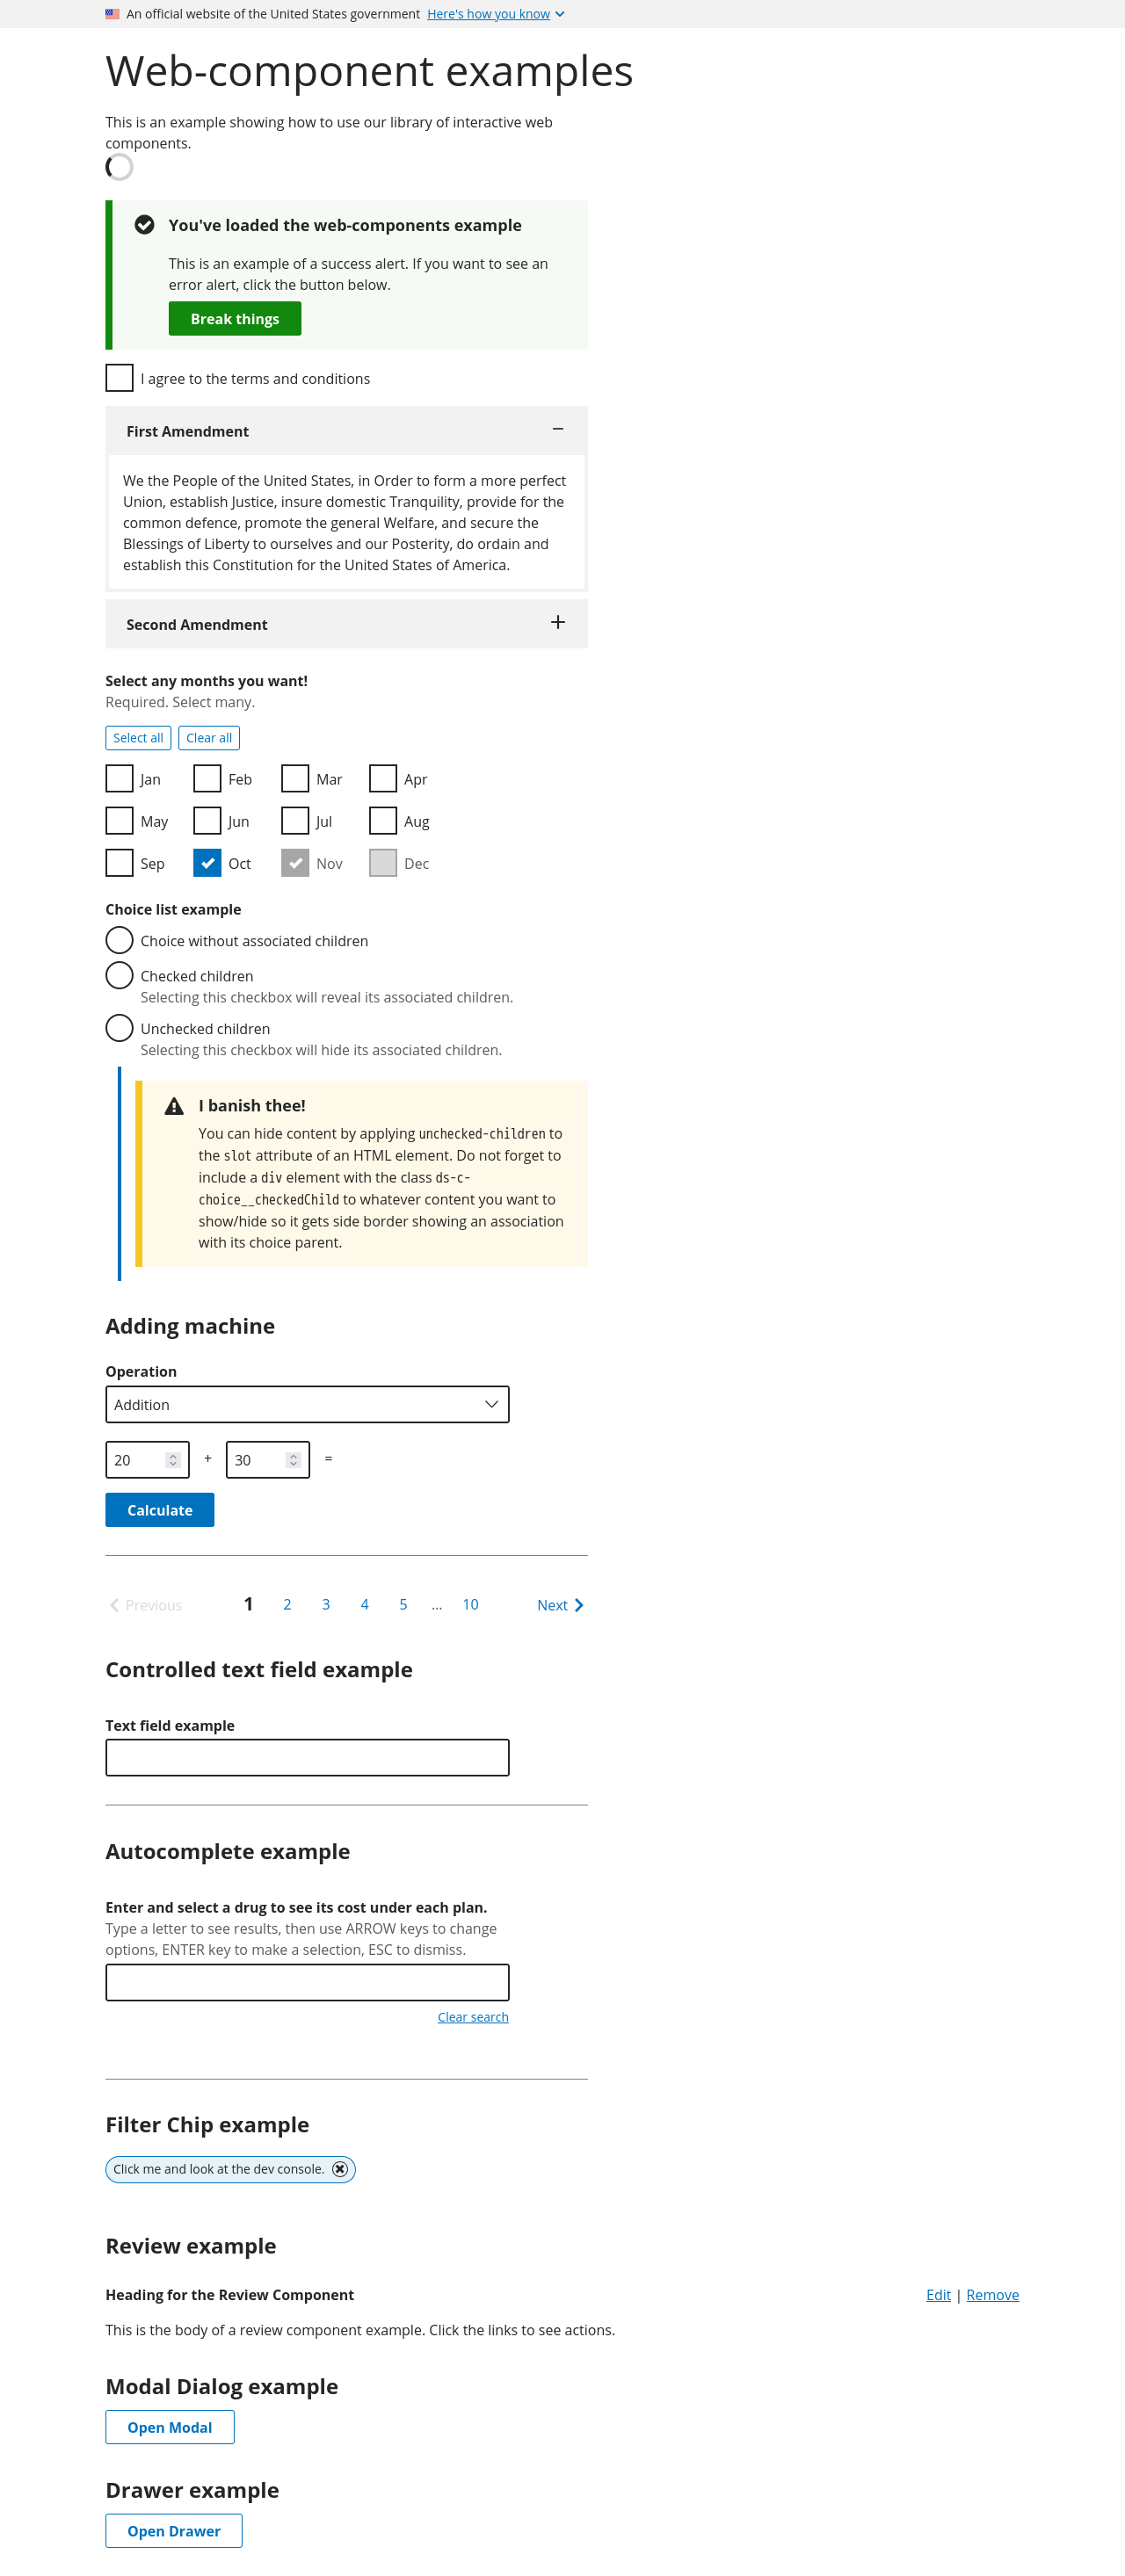 An official website of the United States government Here's how you know
Web-component examples
This is an example showing how to use our library of interactive web
components.
You've loaded the web-components example
This is an example of a success alert. If you want to see an
error alert, click the button below.
Break things
I agree to the terms and conditions
First Amendment
We the People of the United States, in Order to form a more perfect
Union, establish Justice, insure domestic Tranquility, provide for the
common defence, promote the general Welfare, and secure the
Blessings of Liberty to ourselves and our Posterity, do ordain and
establish this Constitution for the United States of America.
Second Amendment
Select any months you want!
Required. Select many.
Select all Clear all
Jan Feb Mar Apr
May Jun Jul Aug
Sep Oct Nov Dec
Choice list example
Choice without associated children
Checked children
Selecting this checkbox will reveal its associated children.
Unchecked children
Selecting this checkbox will hide its associated children.
I banish thee!
You can hide content by applying unchecked-children to
the slot attribute of an HTML element. Do not forget to
include a div element with the class ds-c-
choice__checkedChild to whatever content you want to
show/hide so it gets side border showing an association
with its choice parent.
Adding machine
Operation
Addition
20 + 30 =
Calculate
Previous 1 2 3 4 5 … 10 Next
Controlled text field example
Text field example
Autocomplete example
Enter and select a drug to see its cost under each plan.
Type a letter to see results, then use ARROW keys to change
options, ENTER key to make a selection, ESC to dismiss.
Clear search
Filter Chip example
Click me and look at the dev console.
Review example
Heading for the Review Component Edit | Remove
This is the body of a review component example. Click the links to see actions.
Modal Dialog example
Open Modal
Drawer example
Open Drawer